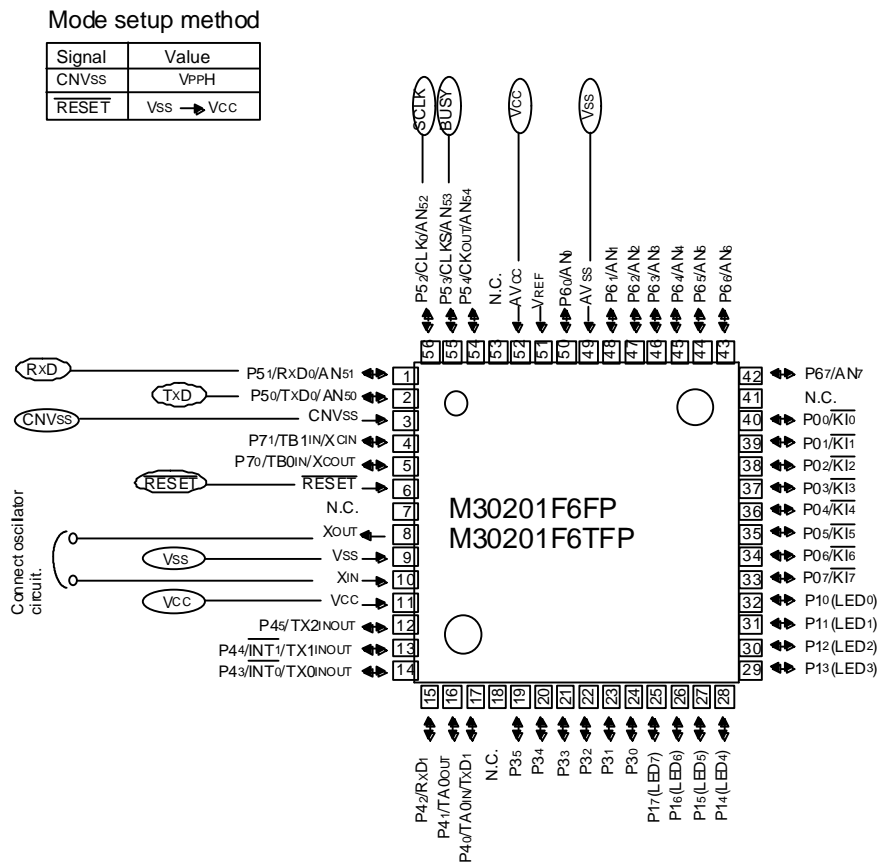 Mode setup method
Signal Value
CNVSS VPPH
RESET VSS → VCC
SCLK
BUSY
VCC
VSS
P52/CLK0/AN52
P53/CLKS/AN53
P54/CKOUT/AN54
N.C.
AVCC
VREF
P60/AN0
AVSS
P61/AN1
P62/AN2
P63/AN3
P64/AN4
P65/AN5
P66/AN6
56 55 54 53 52 51 50 49 48 47 46 45 44 43
RXD P51/RXD0/AN51 1
TXD P50/TXD0/AN50 2
CNVSS CNVSS 3
P71/TB1IN/XCIN 4
P70/TB0IN/XCOUT 5
RESET RESET 6
N.C. 7
XOUT 8
VSS VSS 9
XIN 10
VCC VCC 11
P45/TX2INOUT 12
P44/INT1/TX1INOUT 13
P43/INT0/TX0INOUT 14
Connect oscillator
circuit.
M30201F6FP
M30201F6TFP
42 P67/AN7
41 N.C.
40 P00/KI0
39 P01/KI1
38 P02/KI2
37 P03/KI3
36 P04/KI4
35 P05/KI5
34 P06/KI6
33 P07/KI7
32 P10(LED0)
31 P11(LED1)
30 P12(LED2)
29 P13(LED3)
15 16 17 18 19 20 21 22 23 24 25 26 27 28
P42/RXD1
P41/TA0OUT
P40/TA0IN/TXD1
N.C.
P35
P34
P33
P32
P31
P30
P17(LED7)
P16(LED6)
P15(LED5)
P14(LED4)